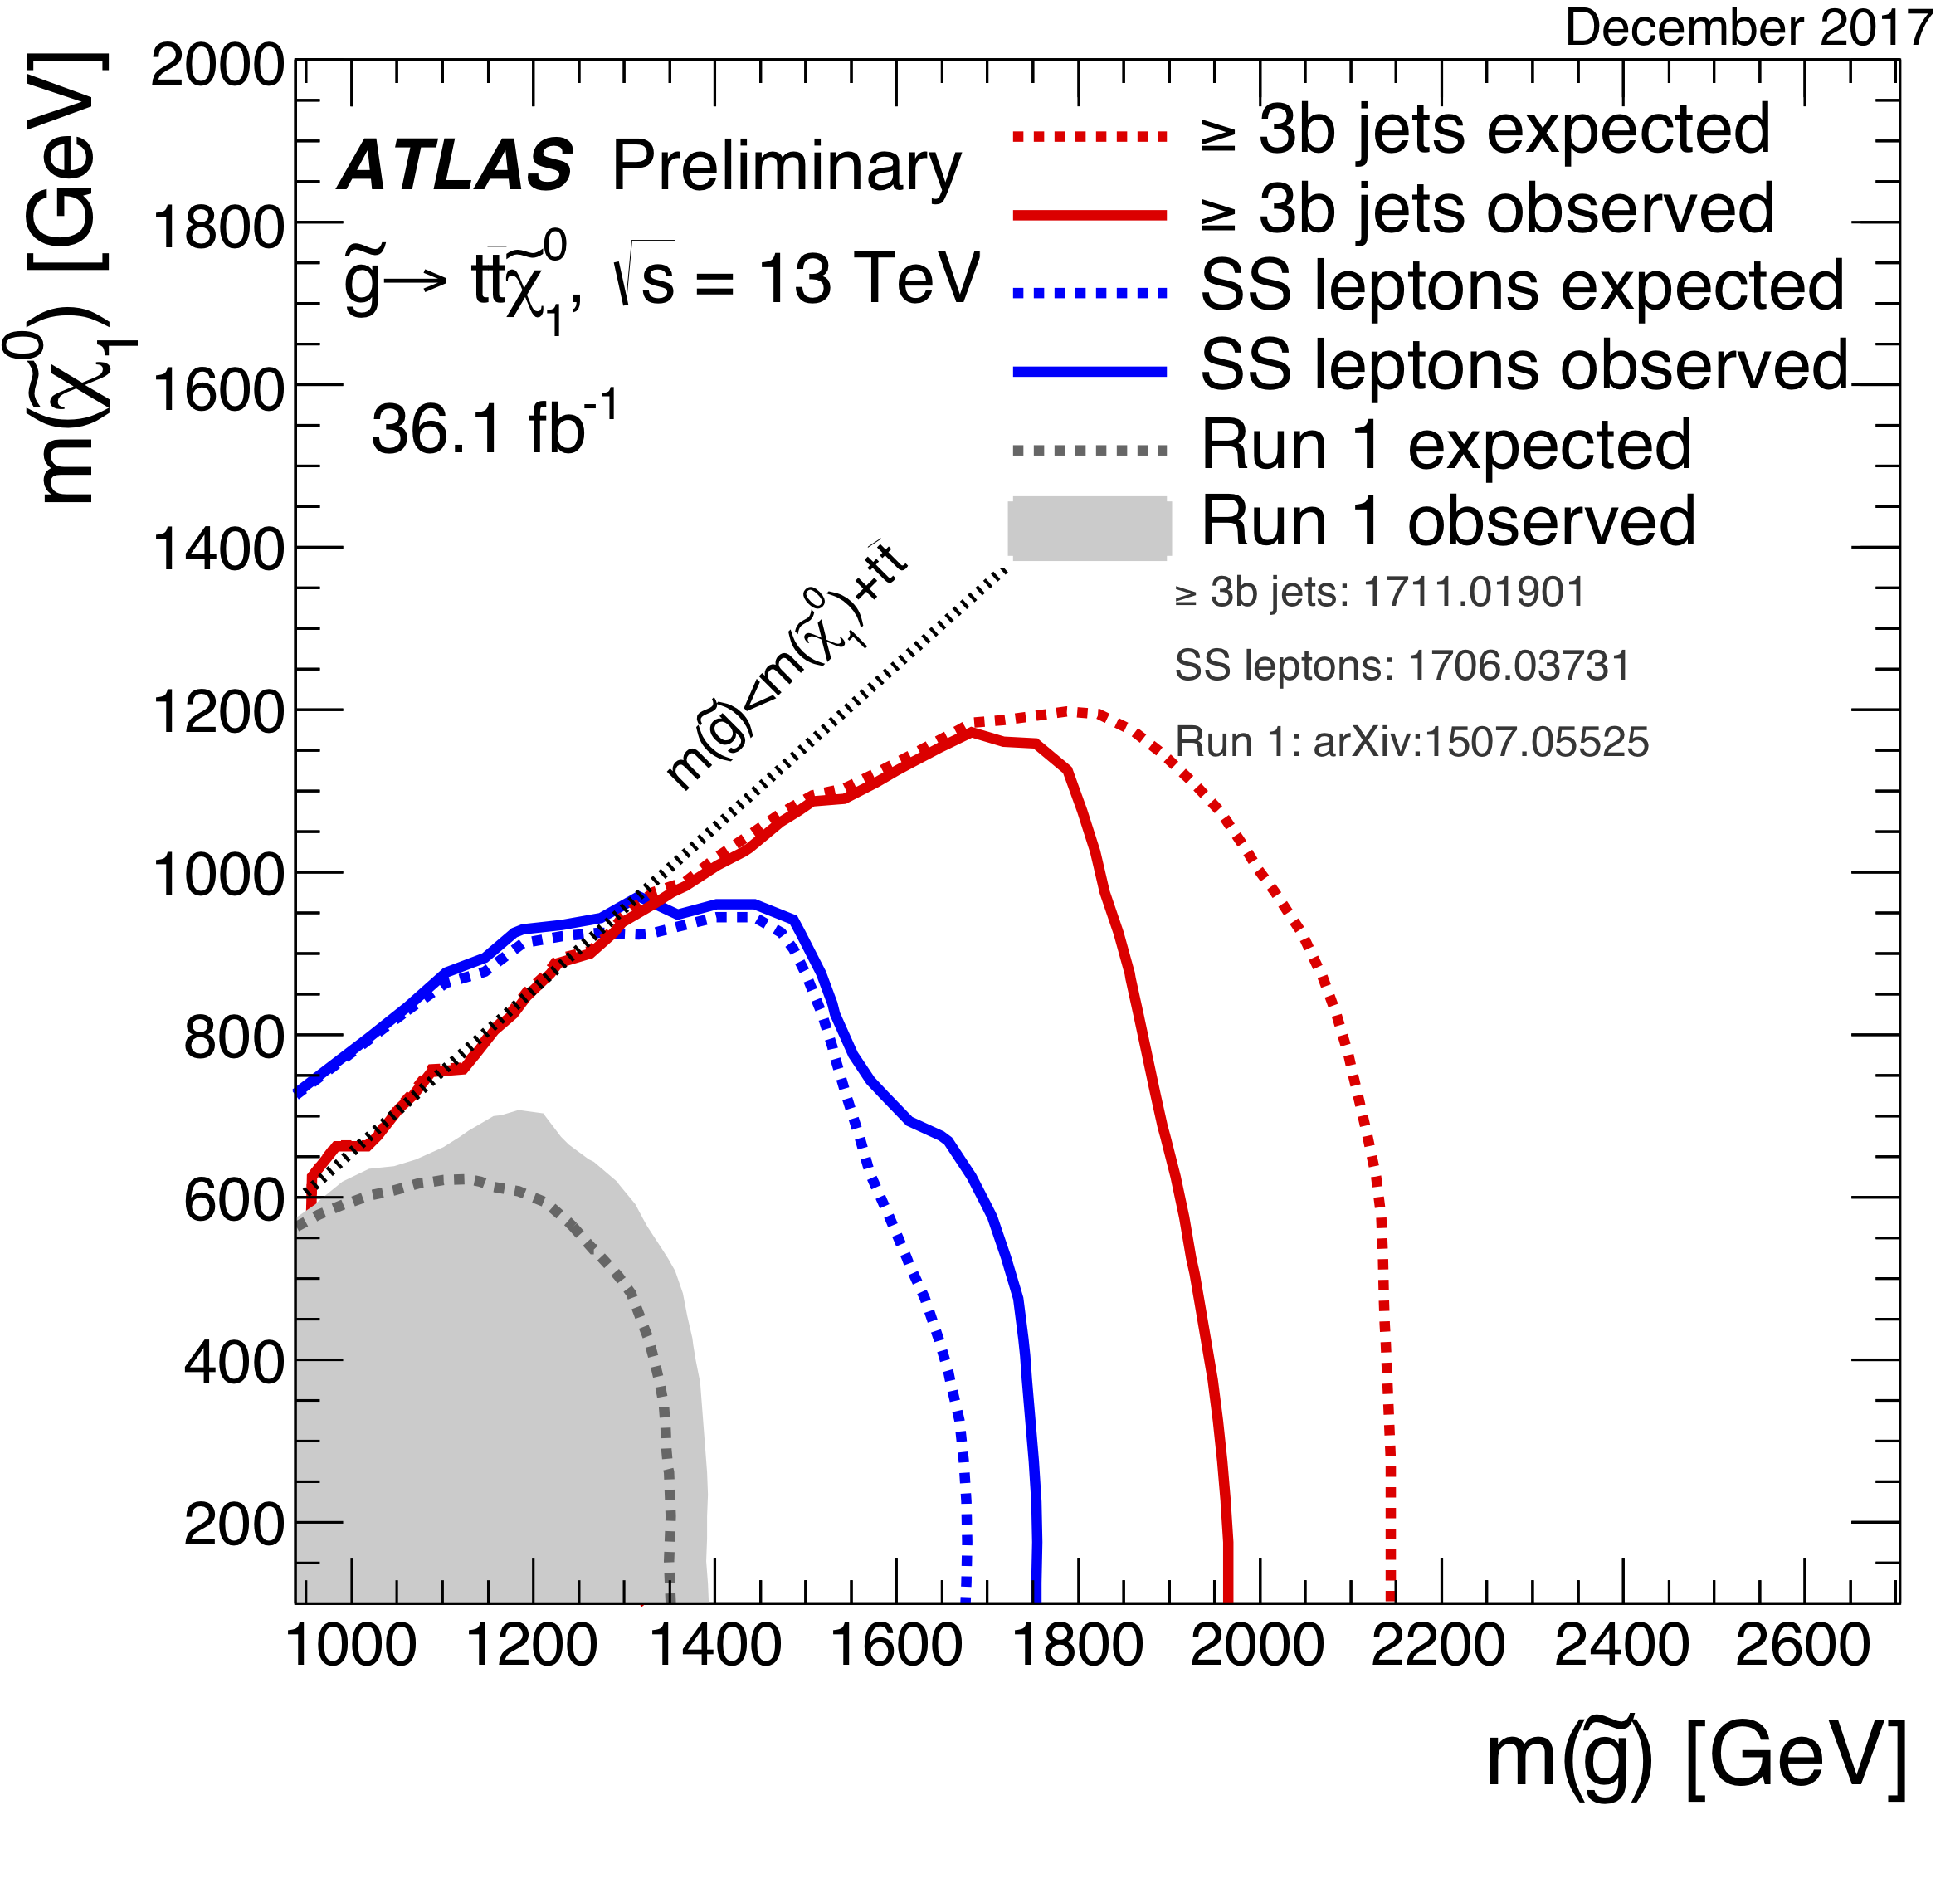 December 2017
m(χ̃₁⁰) [GeV]
2000
1800
1600
1400
1200
1000
800
600
400
200
ATLAS Preliminary
g̃→ tt̄χ̃₁⁰, √s = 13 TeV
36.1 fb⁻¹
≥ 3b jets expected
≥ 3b jets observed
SS leptons expected
SS leptons observed
Run 1 expected
Run 1 observed
≥ 3b jets: 1711.01901
SS leptons: 1706.03731
Run 1: arXiv:1507.05525
m(g̃)<m(χ̃₁⁰)+tt̄
1000 1200 1400 1600 1800 2000 2200 2400 2600
m(g̃) [GeV]